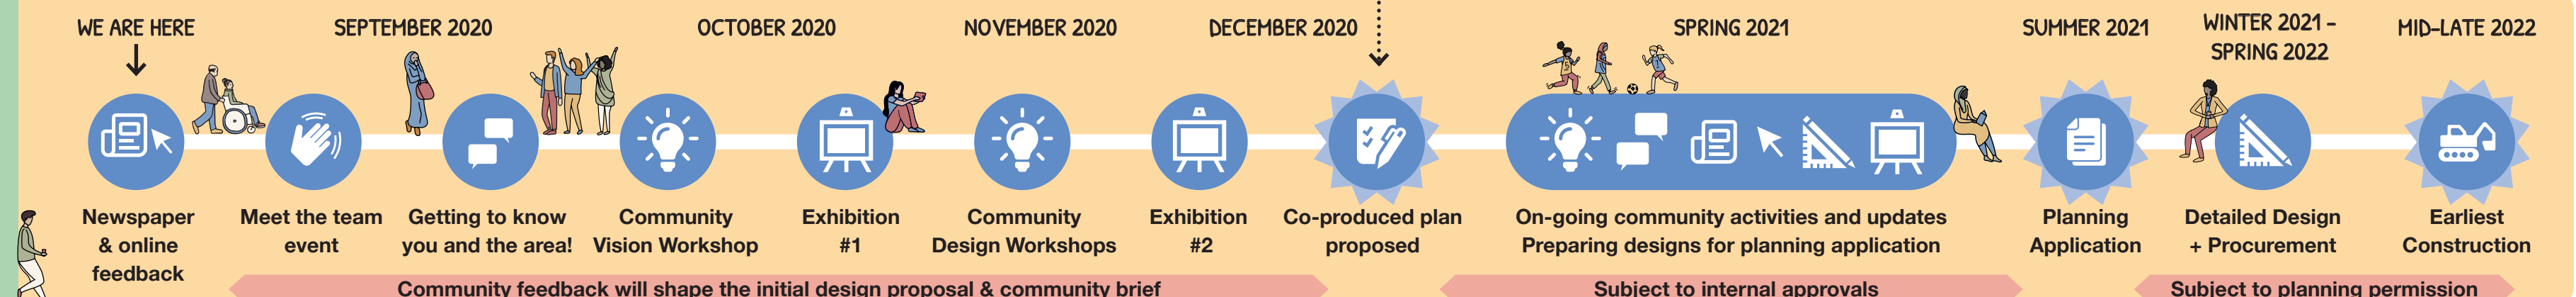 WE ARE HERE
SEPTEMBER 2020
OCTOBER 2020
NOVEMBER 2020
DECEMBER 2020
SPRING 2021
SUMMER 2021
WINTER 2021 –
SPRING 2022
MID-LATE 2022
Newspaper
& online
feedback
Meet the team
event
Getting to know
you and the area!
Community
Vision Workshop
Exhibition
#1
Community
Design Workshops
Exhibition
#2
Co-produced plan
proposed
On-going community activities and updates
Preparing designs for planning application
Planning
Application
Detailed Design
+ Procurement
Earliest
Construction
Community feedback will shape the initial design proposal & community brief
Subject to internal approvals
Subject to planning permission